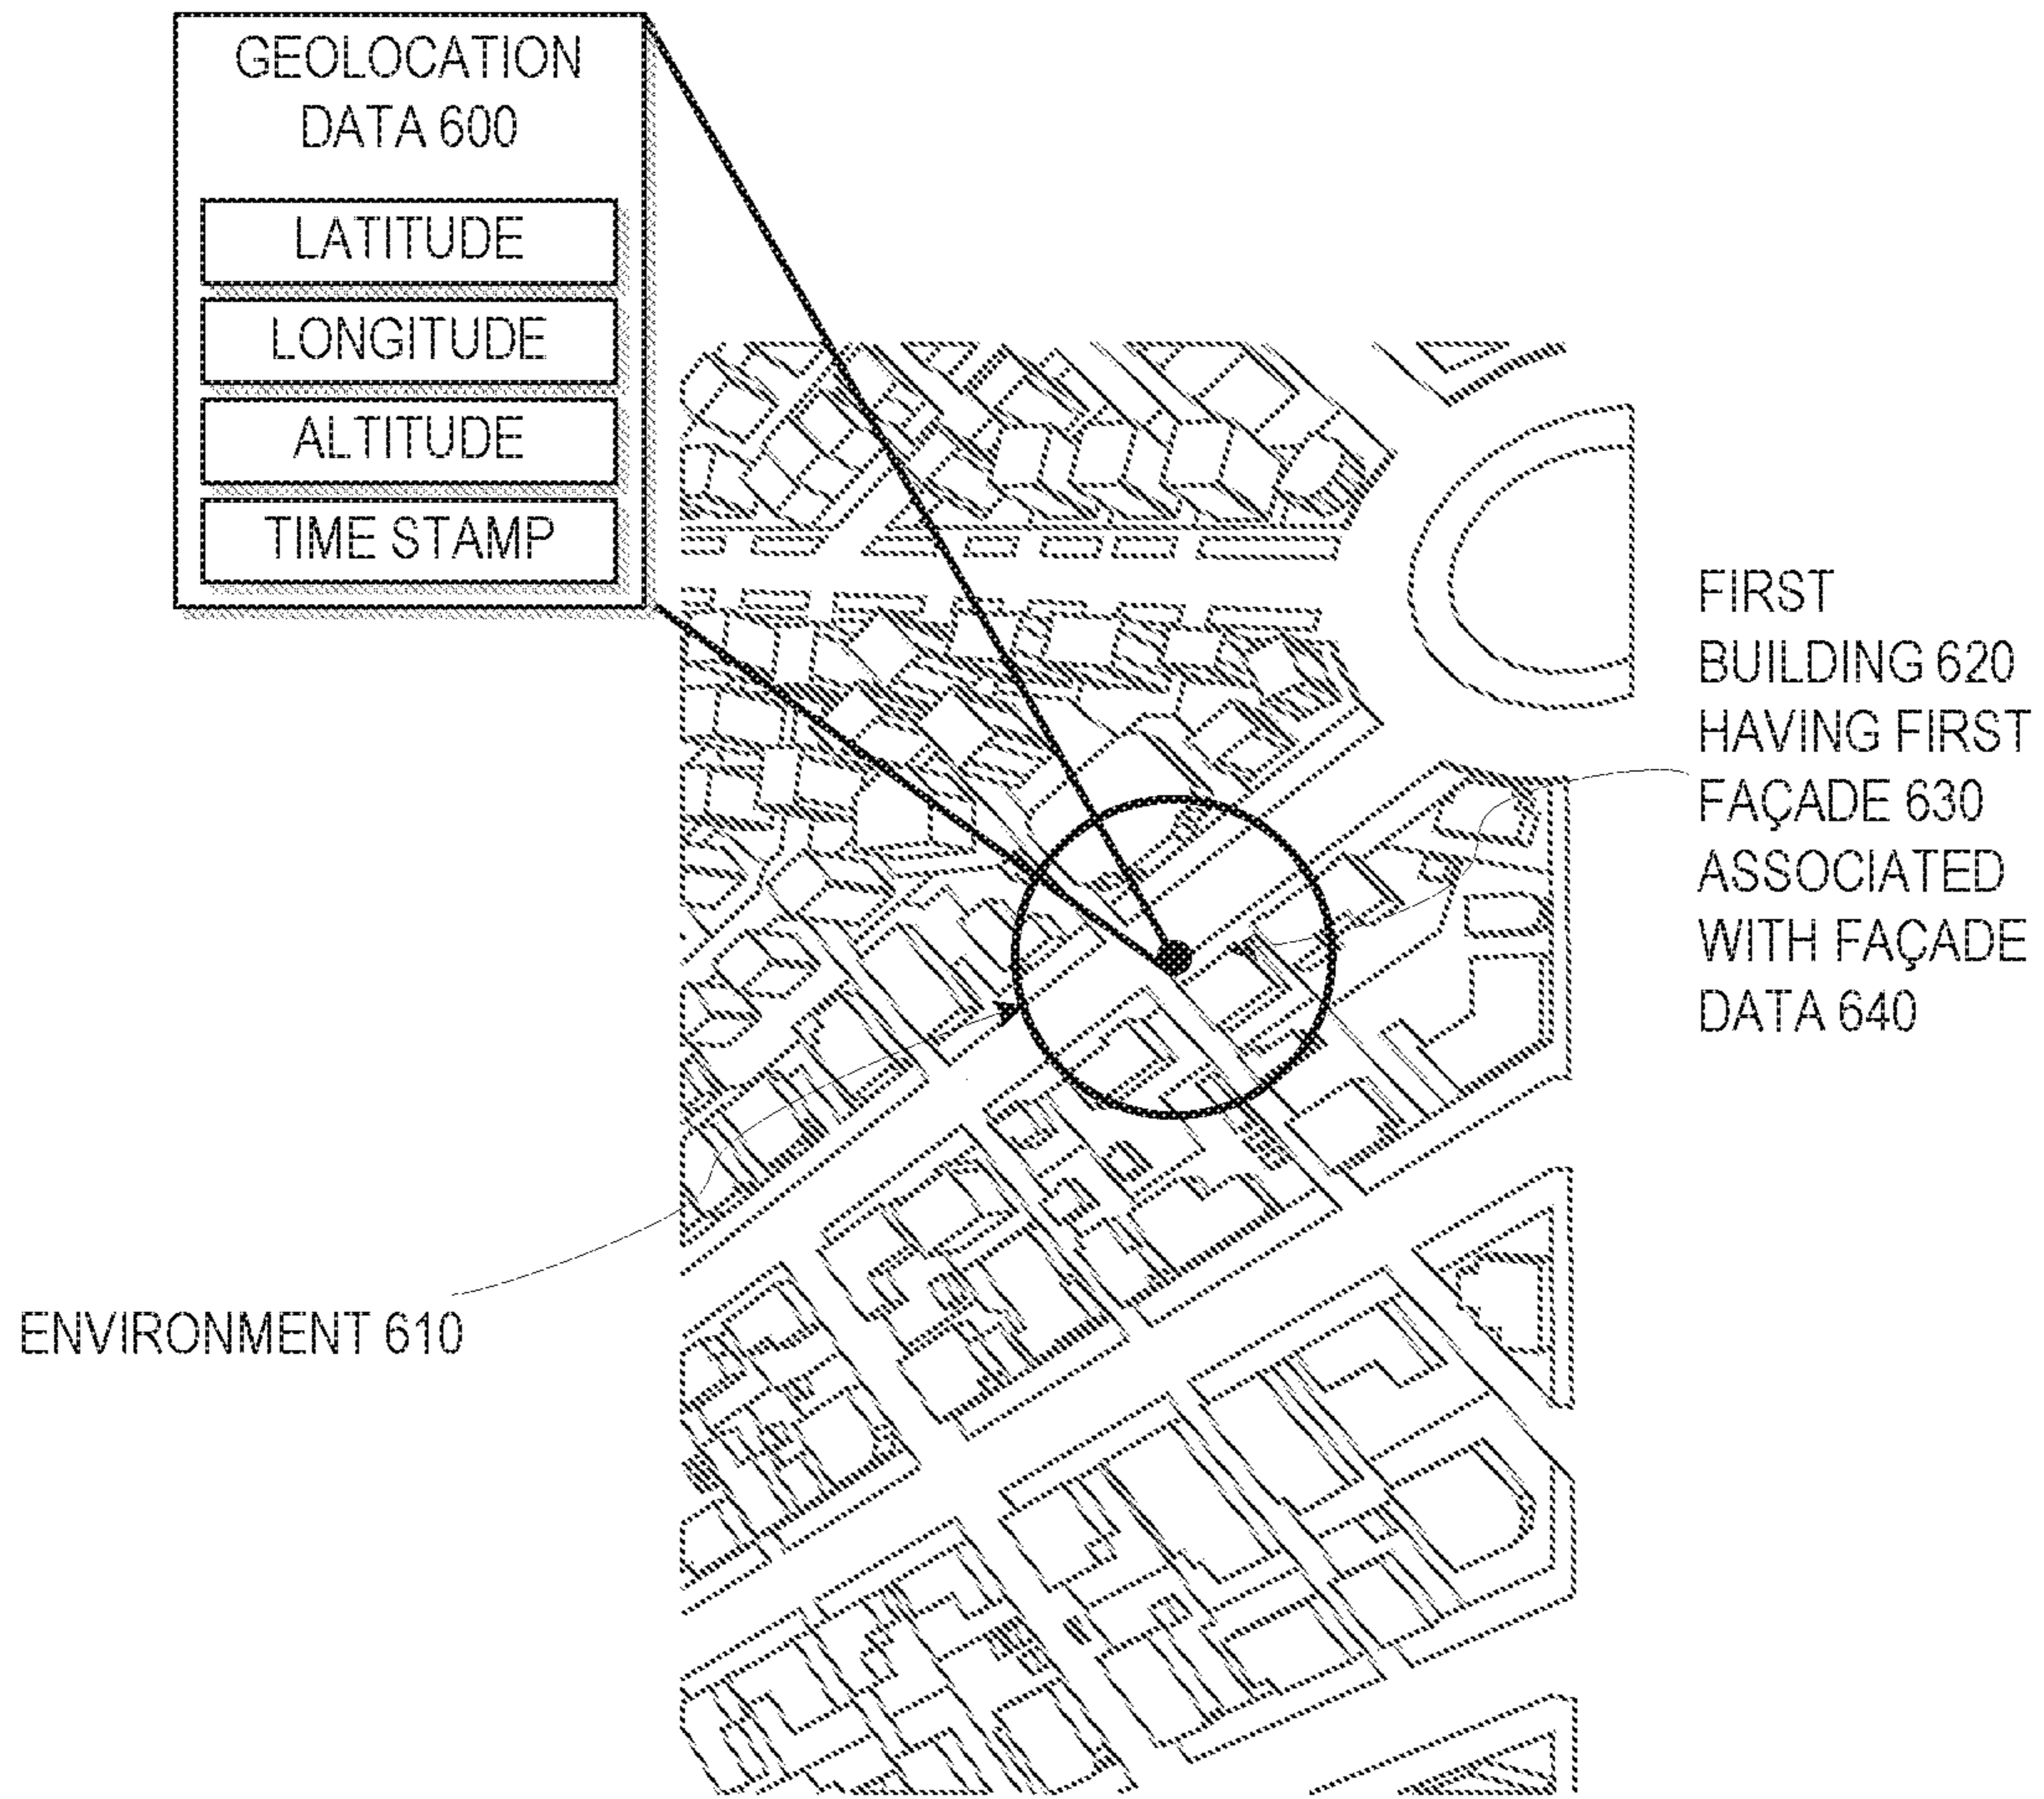 GEOLOCATION
DATA 600
LATITUDE
LONGITUDE
ALTITUDE
TIME STAMP
FIRST
BUILDING 620
HAVING FIRST
FAÇADE 630
ASSOCIATED
WITH FAÇADE
DATA 640
ENVIRONMENT 610